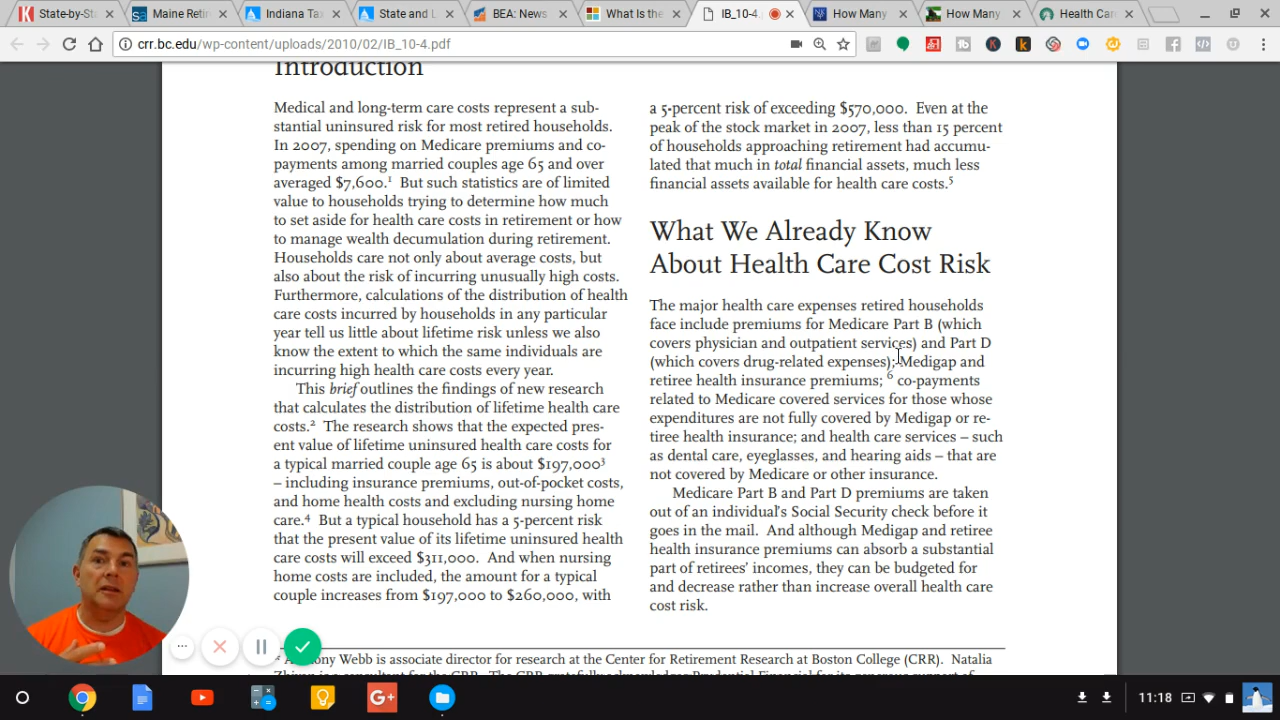 State-by-St
Maine Retir
Indiana Tax
State and L
BEA: News
What Is the
IB_10-4.
How Many
How Many
Health Car
crr.bc.edu/wp-content/uploads/2010/02/IB_10-4.pdf
Introduction
Medical and long-term care costs represent a sub-
stantial uninsured risk for most retired households.
In 2007, spending on Medicare premiums and co-
payments among married couples age 65 and over
averaged $7,600.¹ But such statistics are of limited
value to households trying to determine how much
to set aside for health care costs in retirement or how
to manage wealth decumulation during retirement.
Households care not only about average costs, but
also about the risk of incurring unusually high costs.
Furthermore, calculations of the distribution of health
care costs incurred by households in any particular
year tell us little about lifetime risk unless we also
know the extent to which the same individuals are
incurring high health care costs every year.
This brief outlines the findings of new research
that calculates the distribution of lifetime health care
costs.² The research shows that the expected pres-
ent value of lifetime uninsured health care costs for
a typical married couple age 65 is about $197,000³
– including insurance premiums, out-of-pocket costs,
and home health costs and excluding nursing home
care.⁴ But a typical household has a 5-percent risk
that the present value of its lifetime uninsured health
care costs will exceed $311,000. And when nursing
home costs are included, the amount for a typical
couple increases from $197,000 to $260,000, with
a 5-percent risk of exceeding $570,000. Even at the
peak of the stock market in 2007, less than 15 percent
of households approaching retirement had accumu-
lated that much in total financial assets, much less
financial assets available for health care costs.⁵
What We Already Know
About Health Care Cost Risk
The major health care expenses retired households
face include premiums for Medicare Part B (which
covers physician and outpatient services) and Part D
(which covers drug-related expenses); Medigap and
retiree health insurance premiums; ⁶ co-payments
related to Medicare covered services for those whose
expenditures are not fully covered by Medigap or re-
tiree health insurance; and health care services – such
as dental care, eyeglasses, and hearing aids – that are
not covered by Medicare or other insurance.
Medicare Part B and Part D premiums are taken
out of an individual's Social Security check before it
goes in the mail. And although Medigap and retiree
health insurance premiums can absorb a substantial
part of retirees' incomes, they can be budgeted for
and decrease rather than increase overall health care
cost risk.
* Anthony Webb is associate director for research at the Center for Retirement Research at Boston College (CRR). Natalia
11:18